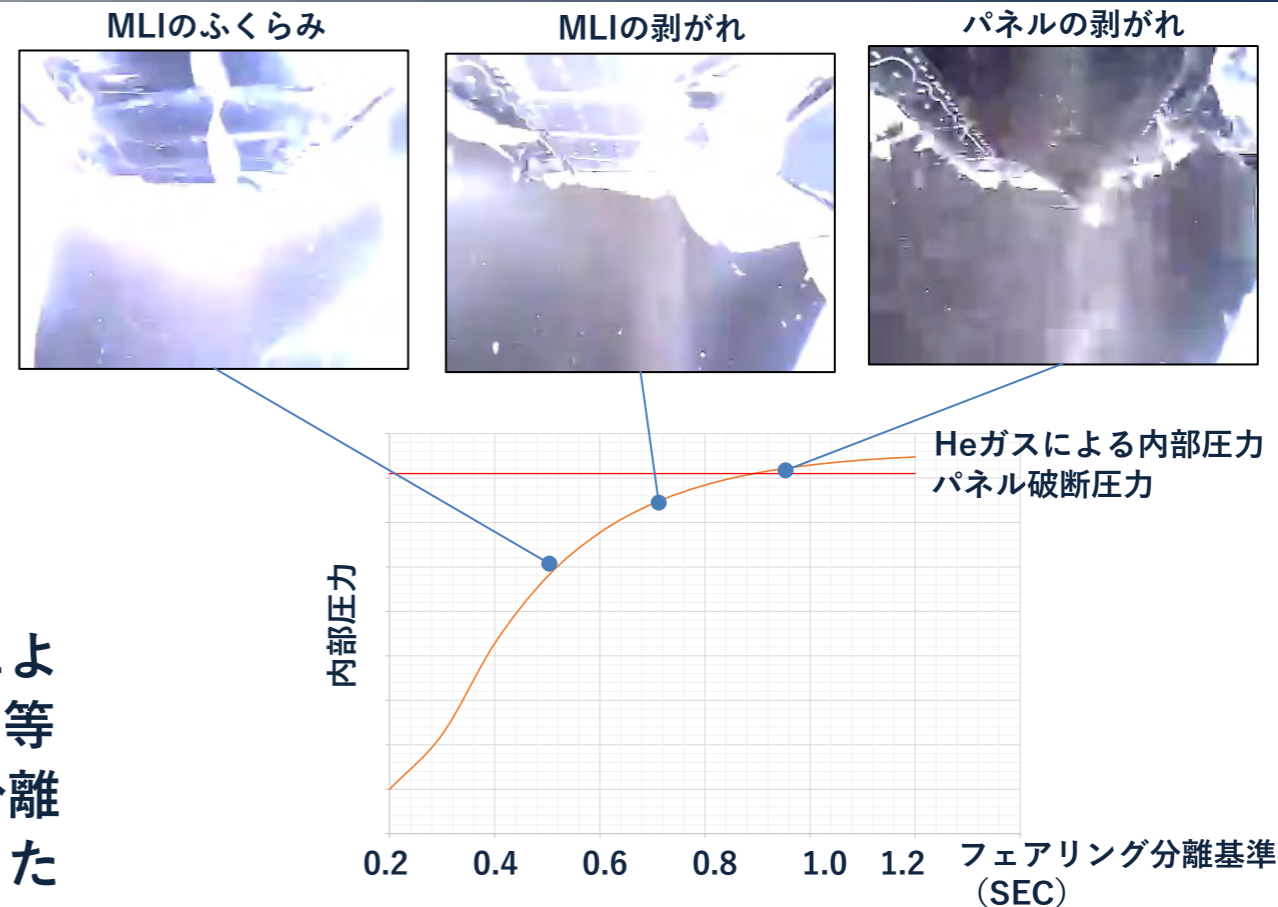 MLIのふくらみ
MLIの剥がれ
パネルの剥がれ
Heガスによる内部圧力
パネル破断圧力
内部圧力
よ
等
離
た
0.2 0.4 0.6 0.8 1.0 1.2
フェアリング分離基準
（SEC）